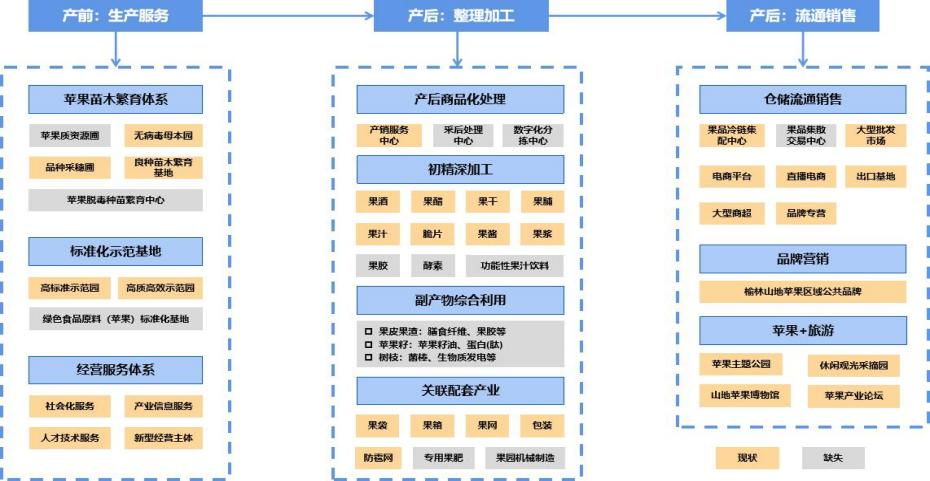 产前：生产服务
产后：整理加工
产后：流通销售
苹果苗木繁育体系
苹果质资源圃
无病毒母本园
品种采穗圃
良种苗木繁育
基地
苹果脱毒种苗繁育中心
标准化示范基地
高标准示范园
高质高效示范园
绿色食品原料（苹果）标准化基地
经营服务体系
社会化服务
产业信息服务
人才技术服务
新型经营主体
产后商品化处理
产销服务
中心
采后处理
中心
数字化分
拣中心
初精深加工
果酒
果醋
果干
果脯
果汁
脆片
果酱
果浆
果胶
酵素
功能性果汁饮料
副产物综合利用
果皮果渣：膳食纤维、果胶等
苹果籽：苹果籽油、蛋白(肽)
树枝：菌棒、生物质发电等
关联配套产业
果袋
果箱
果网
包装
防雹网
专用果肥
果园机械制造
仓储流通销售
果品冷链集
配中心
果品集散
交易中心
大型批发
市场
电商平台
直播电商
出口基地
大型商超
品牌专营
品牌营销
榆林山地苹果区域公共品牌
苹果+旅游
苹果主题公园
休闲观光采摘园
山地苹果博物馆
苹果产业论坛
现状
缺失